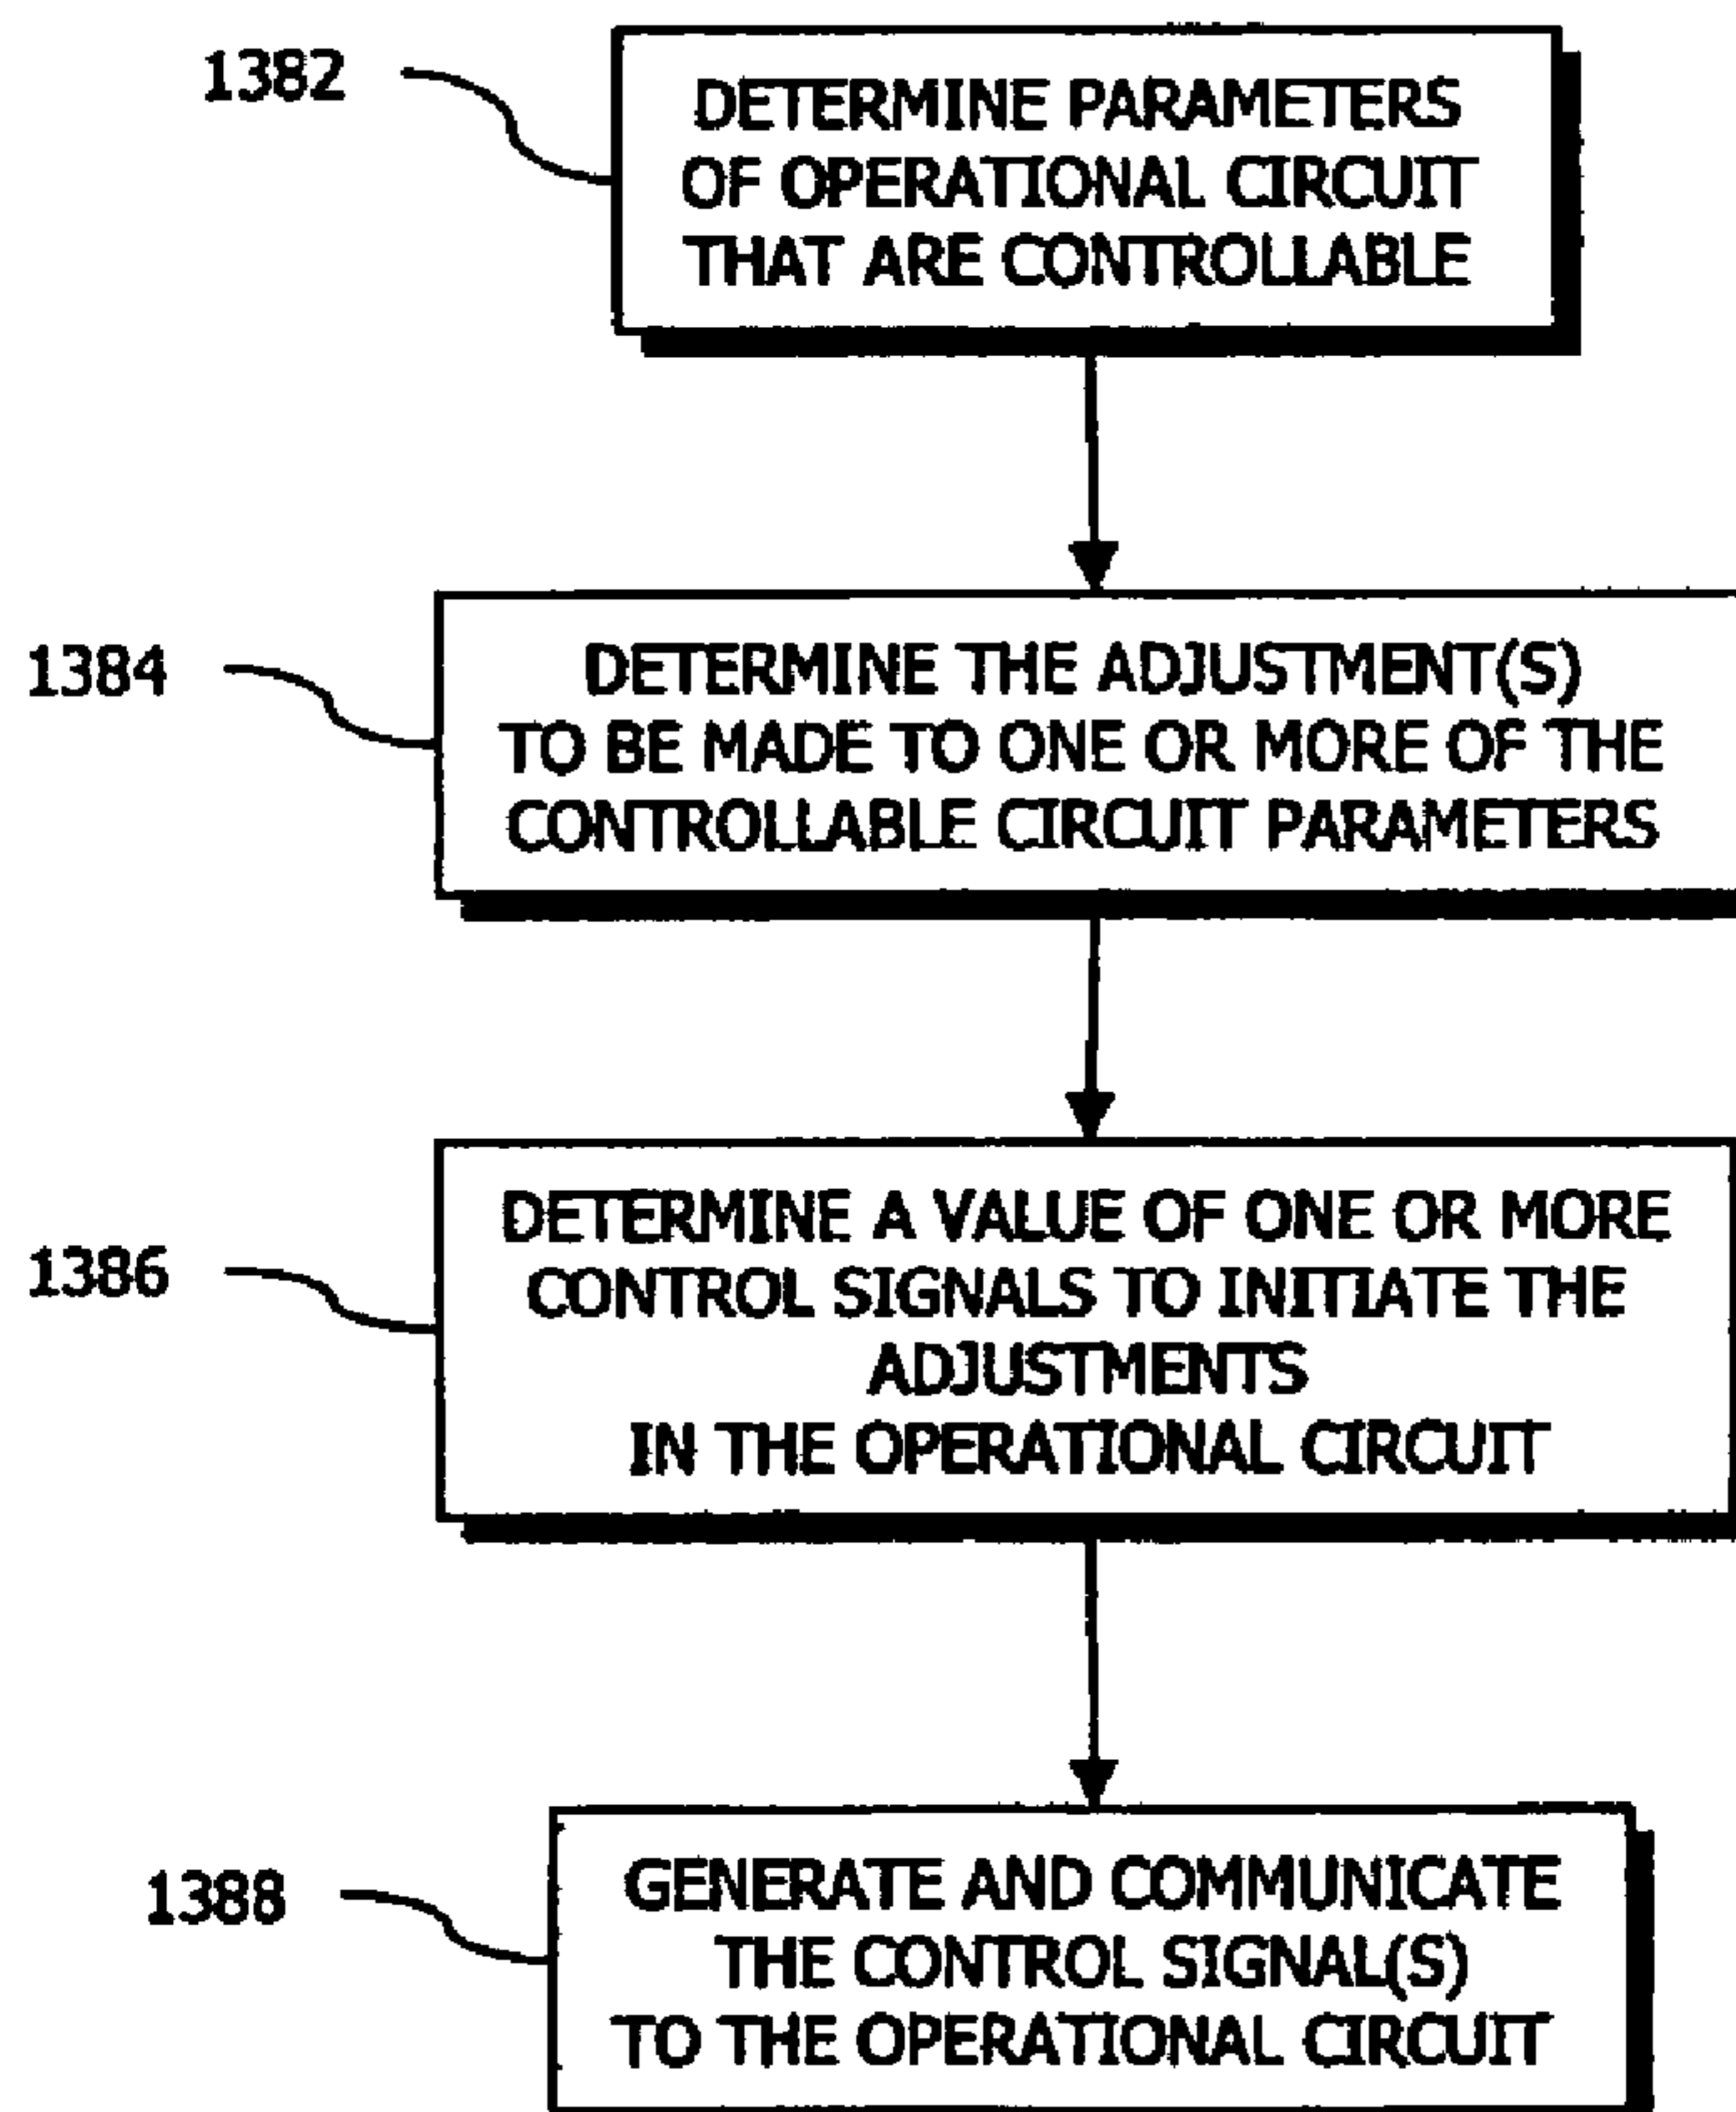 1382
DETERMINE PARAMETERS
OF OPERATIONAL CIRCUIT
THAT ARE CONTROLLABLE
1384
DETERMINE THE ADJUSTMENT(S)
TO BE MADE TO ONE OR MORE OF THE
CONTROLLABLE CIRCUIT PARAMETERS
1386
DETERMINE A VALUE OF ONE OR MORE
CONTROL SIGNALS TO INITIATE THE
ADJUSTMENTS
IN THE OPERATIONAL CIRCUIT
1388
GENERATE AND COMMUNICATE
THE CONTROL SIGNAL(S)
TO THE OPERATIONAL CIRCUIT